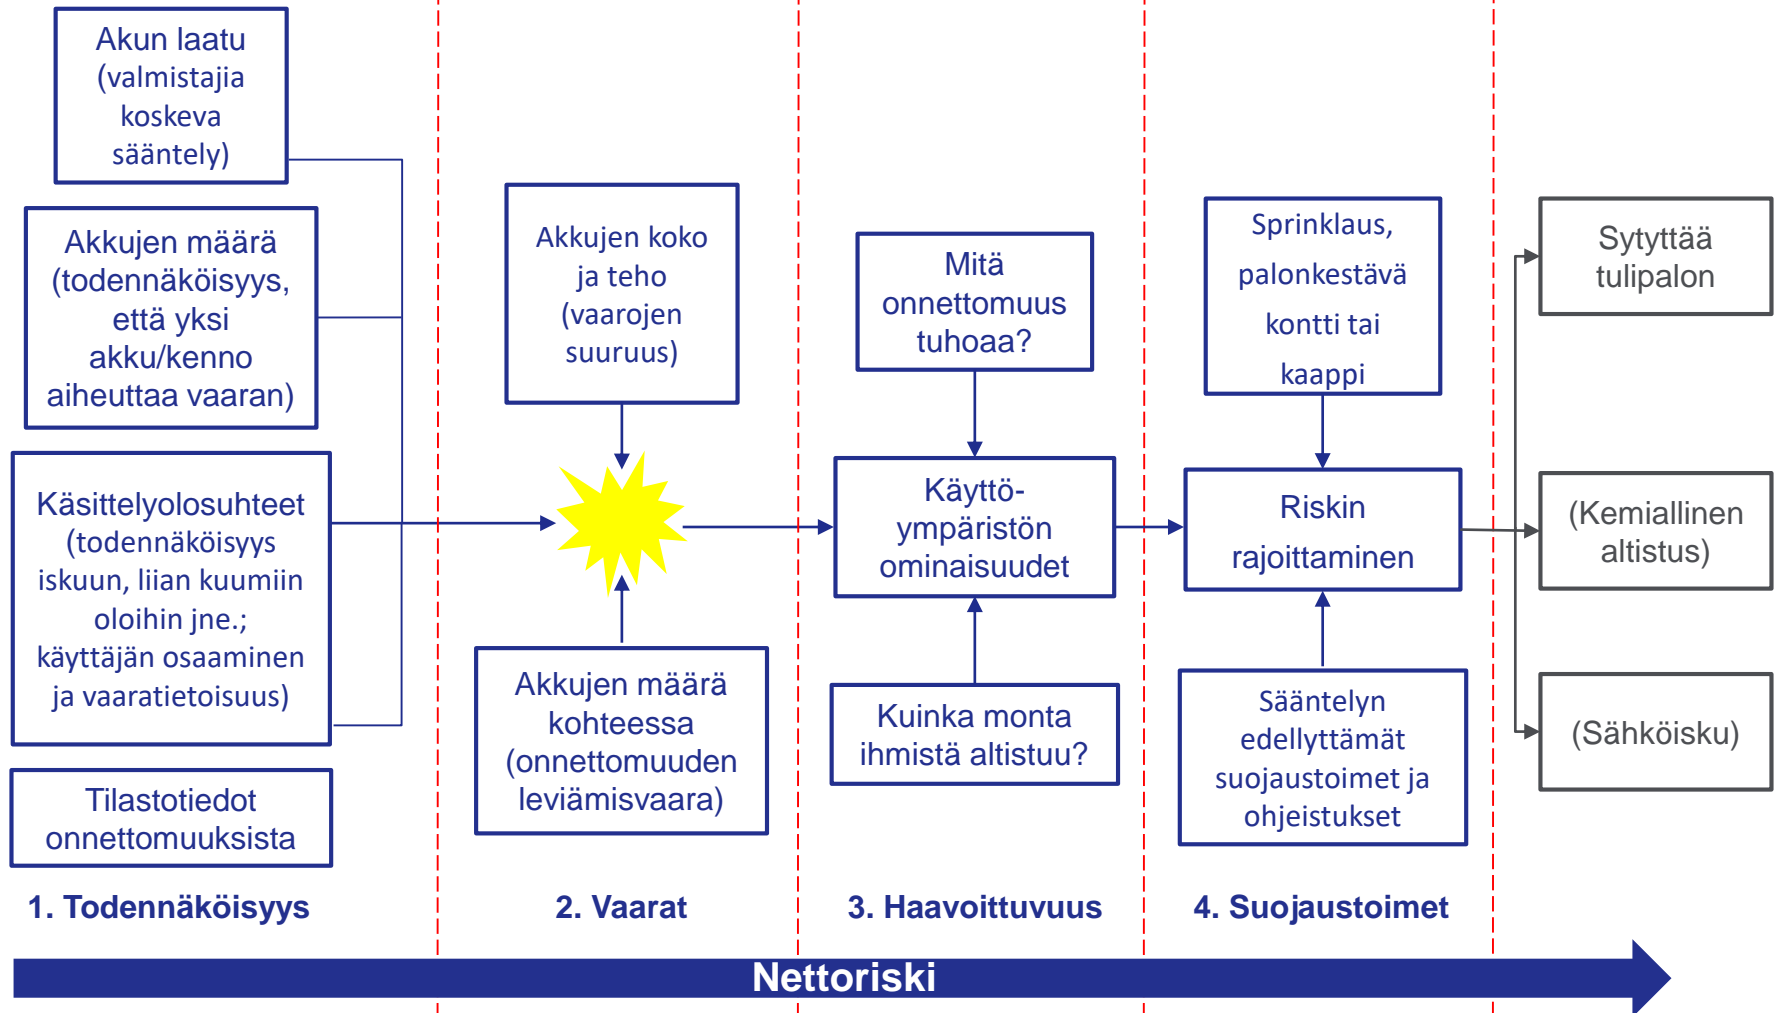 Akun laatu
(valmistajia
koskeva
sääntely)
Akkujen määrä
(todennäköisyys,
että yksi
akku/kenno
aiheuttaa vaaran)
Käsittelyolosuhteet
(todennäköisyys
iskuun, liian kuumiin
oloihin jne.;
käyttäjän osaaminen
ja vaaratietoisuus)
Tilastotiedot
onnettomuuksista
1. Todennäköisyys
Akkujen koko
ja teho
(vaarojen
suuruus)
Akkujen määrä
kohteessa
(onnettomuuden
leviämisvaara)
2. Vaarat
Mitä
onnettomuus
tuhoaa?
Käyttö-
ympäristön
ominaisuudet
Kuinka monta
ihmistä altistuu?
3. Haavoittuvuus
Sprinklaus,
palonkestävä
kontti tai
kaappi
Riskin
rajoittaminen
Sääntelyn
edellyttämät
suojaustoimet ja
ohjeistukset
4. Suojaustoimet
Sytyttää
tulipalon
(Kemiallinen
altistus)
(Sähköisku)
Nettoriski